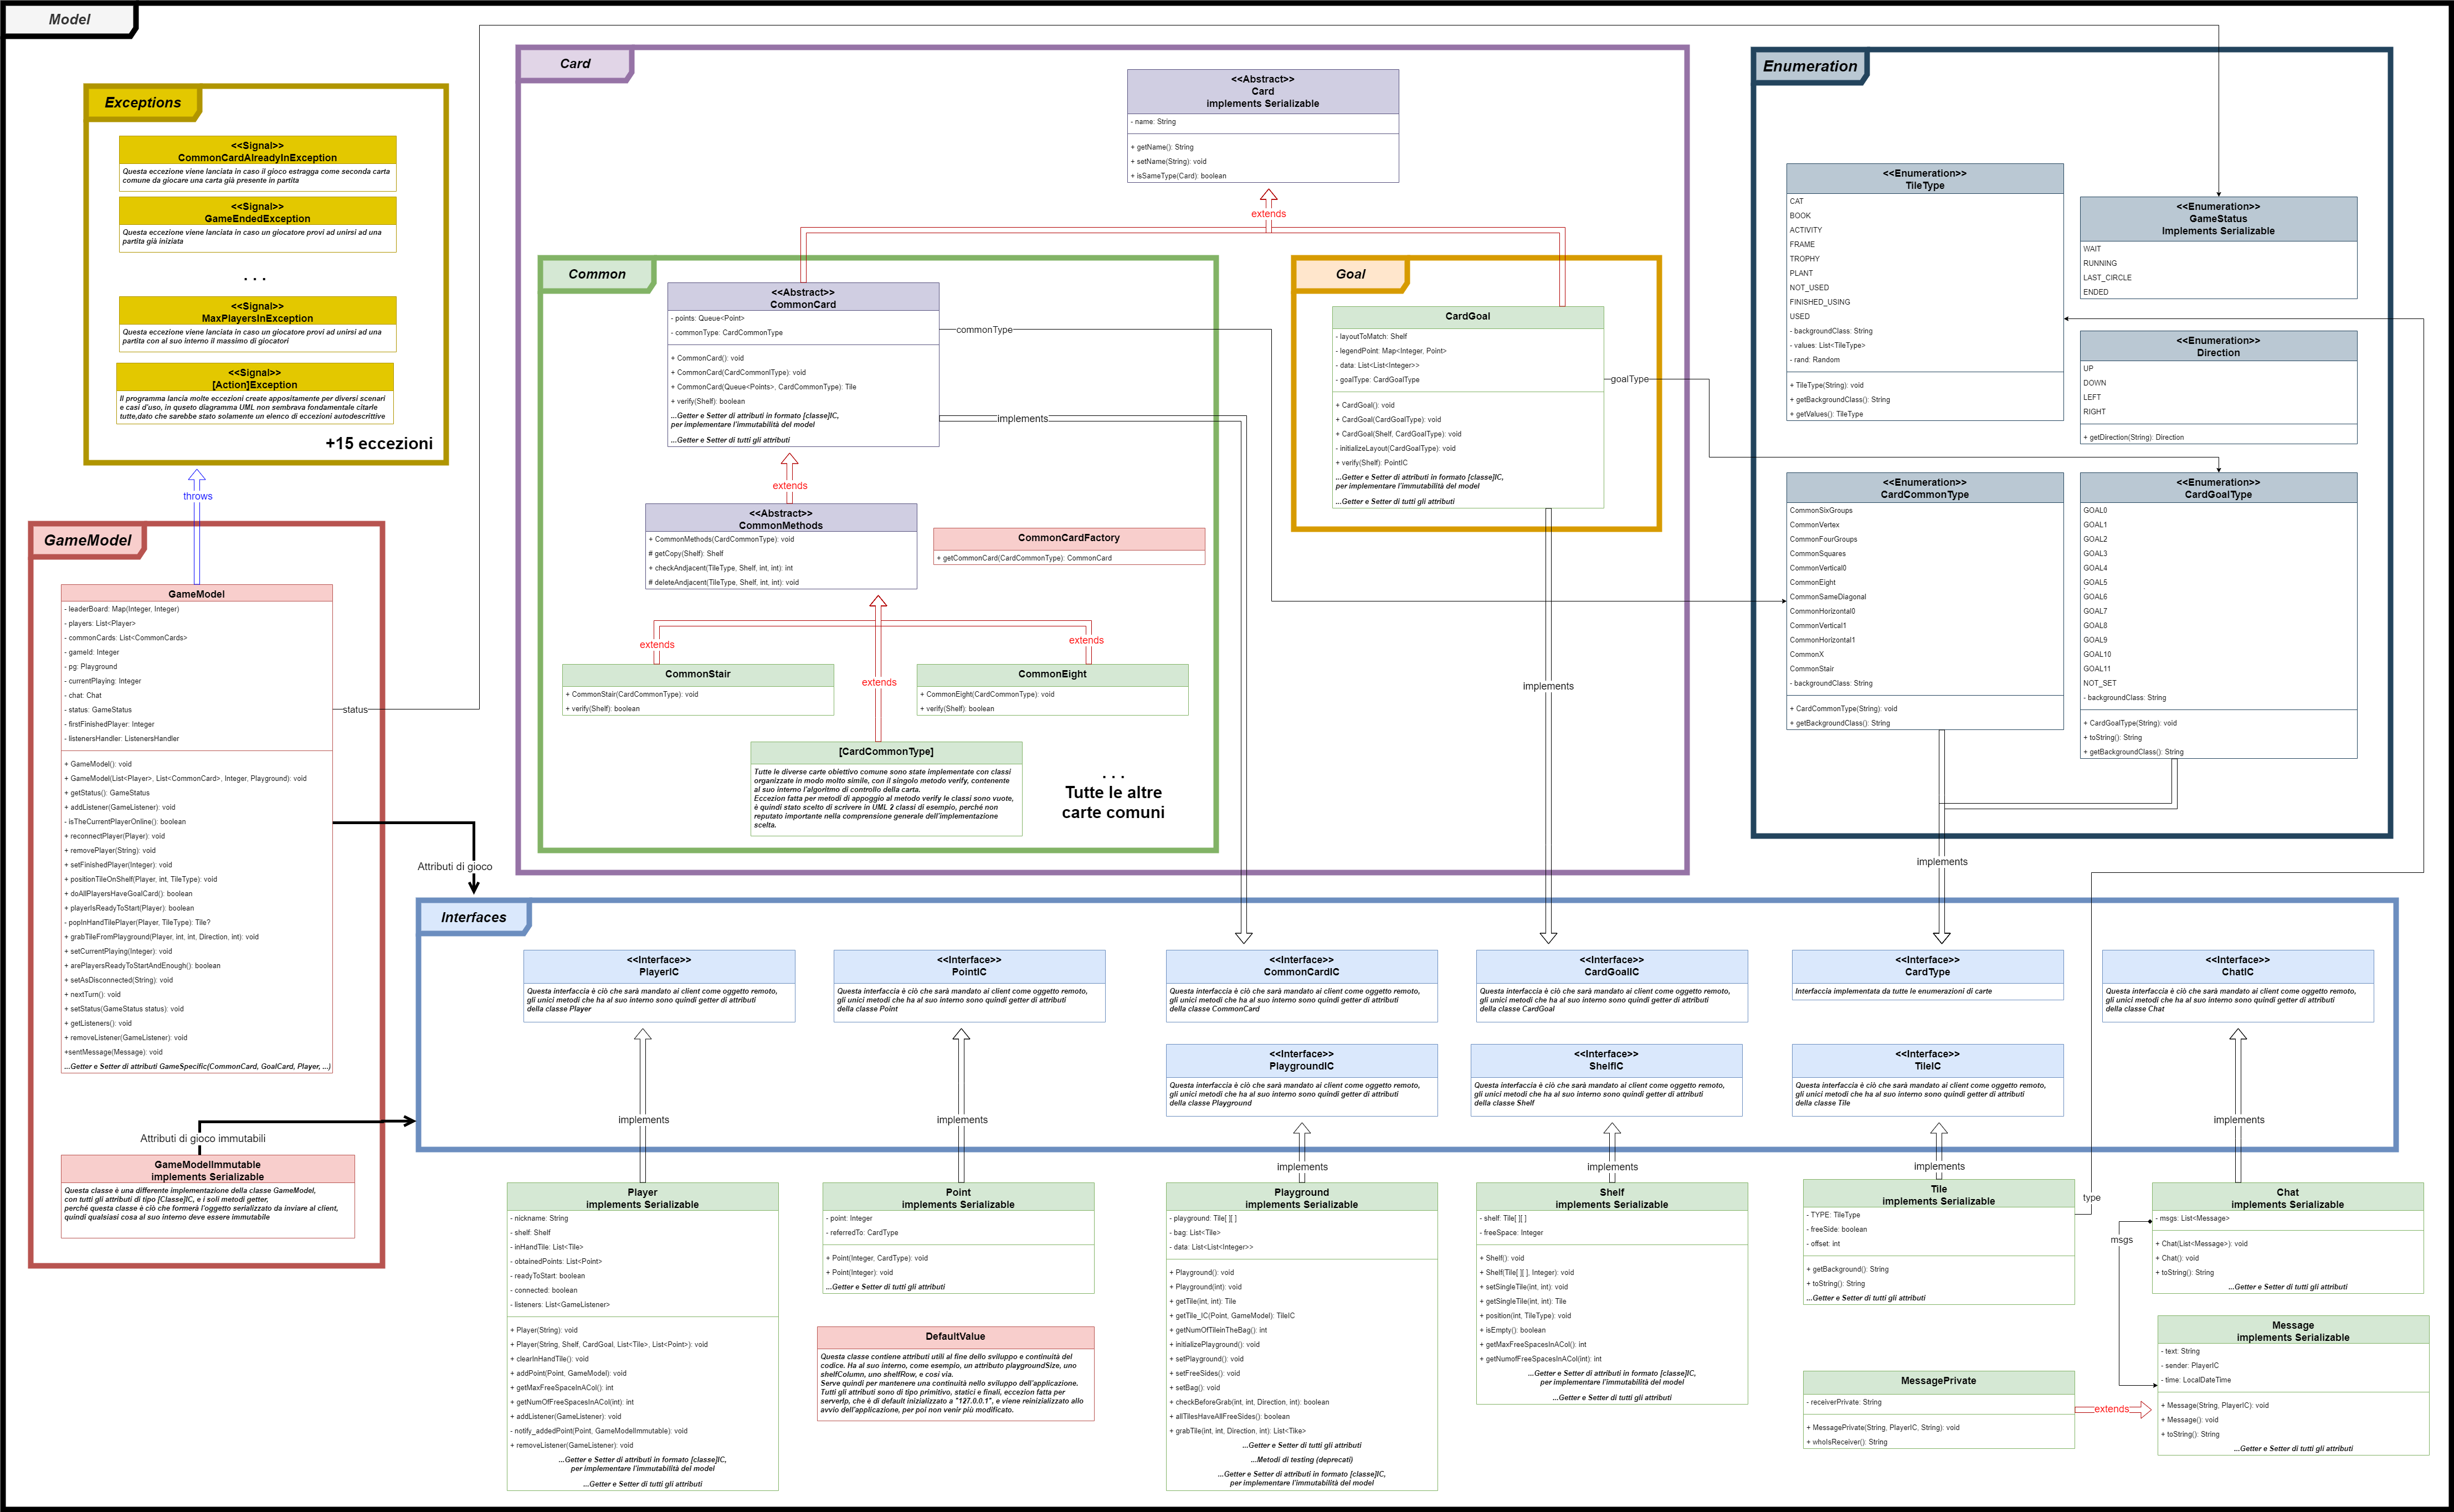 Model
Exceptions
<<Signal>>
CommonCardAlreadyInException
Questa eccezione viene lanciata in caso il gioco estragga come seconda carta
comune da giocare una carta già presente in partita
<<Signal>>
GameEndedException
Questa eccezione viene lanciata in caso un giocatore provi ad unirsi ad una
partita già iniziata
. . .
<<Signal>>
MaxPlayersInException
Questa eccezione viene lanciata in caso un giocatore provi ad unirsi ad una
partita con al suo interno il massimo di giocatori
<<Signal>>
[Action]Exception
Il programma lancia molte eccezioni create appositamente per diversi scenari
e casi d'uso, in quseto diagramma UML non sembrava fondamentale citarle
tutte,dato che sarebbe stato solamente un elenco di eccezioni autodescrittive
+15 eccezioni
throws
GameModel
GameModel
- leaderBoard: Map(Integer, Integer)
- players: List<Player>
- commonCards: List<CommonCards>
- gameId: Integer
- pg: Playground
- currentPlaying: Integer
- chat: Chat
- status: GameStatus
- firstFinishedPlayer: Integer
- listenersHandler: ListenersHandler
+ GameModel(): void
+ GameModel(List<Player>, List<CommonCard>, Integer, Playground): void
+ getStatus(): GameStatus
+ addListener(GameListener): void
- isTheCurrentPlayerOnline(): boolean
+ reconnectPlayer(Player): void
+ removePlayer(String): void
+ setFinishedPlayer(Integer): void
+ positionTileOnShelf(Player, int, TileType): void
+ doAllPlayersHaveGoalCard(): boolean
+ playerIsReadyToStart(Player): boolean
- popInHandTilePlayer(Player, TileType): Tile?
+ grabTileFromPlayground(Player, int, int, Direction, int): void
+ setCurrentPlaying(Integer): void
+ arePlayersReadyToStartAndEnough(): boolean
+ setAsDisconnected(String): void
+ nextTurn(): void
+ setStatus(GameStatus status): void
+ getListeners(): void
+ removeListener(GameListener): void
+sentMessage(Message): void
...Getter e Setter di attributi GameSpecific(CommonCard, GoalCard, Player, ...)
status
Attributi di gioco
Attributi di gioco immutabili
GameModelImmutable
implements Serializable
Questa classe è una differente implementazione della classe GameModel,
con tutti gli attributi di tipo [Classe]IC, e i soli metodi getter,
perché questa classe è ciò che formerà l'oggetto serializzato da inviare al client,
quindi qualsiasi cosa al suo interno deve essere immutabile
Card
<<Abstract>>
Card
implements Serializable
- name: String
+ getName(): String
+ setName(String): void
+ isSameType(Card): boolean
extends
Common
<<Abstract>>
CommonCard
- points: Queue<Point>
- commonType: CardCommonType
+ CommonCard(): void
+ CommonCard(CardCommonlType): void
+ CommonCard(Queue<Points>, CardCommonType): Tile
+ verify(Shelf): boolean
...Getter e Setter di attributi in formato [classe]IC,
per implementare l'immutabilità del model
...Getter e Setter di tutti gli attributi
commonType
implements
extends
<<Abstract>>
CommonMethods
+ CommonMethods(CardCommonType): void
# getCopy(Shelf): Shelf
+ checkAndjacent(TileType, Shelf, int, int): int
# deleteAndjacent(TileType, Shelf, int, int): void
CommonCardFactory
+ getCommonCard(CardCommonType): CommonCard
extends
extends
extends
CommonStair
+ CommonStair(CardCommonType): void
+ verify(Shelf): boolean
CommonEight
+ CommonEight(CardCommonType): void
+ verify(Shelf): boolean
[CardCommonType]
Tutte le diverse carte obiettivo comune sono state implementate con classi
organizzate in modo molto simile, con il singolo metodo verify, contenente
al suo interno l'algoritmo di controllo della carta.
Eccezion fatta per metodi di appoggio al metodo verify le classi sono vuote,
è quindi stato scelto di scrivere in UML 2 classi di esempio, perché non
reputato importante nella comprensione generale dell'implementazione
scelta.
. . .
Tutte le altre
carte comuni
Goal
CardGoal
- layoutToMatch: Shelf
- legendPoint: Map<Integer, Point>
- data: List<List<Integer>>
- goalType: CardGoalType
+ CardGoal(): void
+ CardGoal(CardGoalType): void
+ CardGoal(Shelf, CardGoalType): void
- initializeLayout(CardGoalType): void
+ verify(Shelf): PointIC
...Getter e Setter di attributi in formato [classe]IC,
per implementare l'immutabilità del model
...Getter e Setter di tutti gli attributi
goalType
implements
Enumeration
<<Enumeration>>
TileType
CAT
BOOK
ACTIVITY
FRAME
TROPHY
PLANT
NOT_USED
FINISHED_USING
USED
- backgroundClass: String
- values: List<TileType>
- rand: Random
+ TileType(String): void
+ getBackgroundClass(): String
+ getValues(): TileType
<<Enumeration>>
GameStatus
Implements Serializable
WAIT
RUNNING
LAST_CIRCLE
ENDED
<<Enumeration>>
Direction
UP
DOWN
LEFT
RIGHT
+ getDirection(String): Direction
<<Enumeration>>
CardCommonType
CommonSixGroups
CommonVertex
CommonFourGroups
CommonSquares
CommonVertical0
CommonEight
CommonSameDiagonal
CommonHorizontal0
CommonVertical1
CommonHorizontal1
CommonX
CommonStair
- backgroundClass: String
+ CardCommonType(String): void
+ getBackgroundClass(): String
<<Enumeration>>
CardGoalType
GOAL0
GOAL1
GOAL2
GOAL3
GOAL4
GOAL5
GOAL6
GOAL7
GOAL8
GOAL9
GOAL10
GOAL11
NOT_SET
- backgroundClass: String
+ CardGoalType(String): void
+ toString(): String
+ getBackgroundClass(): String
implements
Interfaces
<<Interface>>
PlayerIC
Questa interfaccia è ciò che sarà mandato ai client come oggetto remoto,
gli unici metodi che ha al suo interno sono quindi getter di attributi
della classe Player
<<Interface>>
PointIC
Questa interfaccia è ciò che sarà mandato ai client come oggetto remoto,
gli unici metodi che ha al suo interno sono quindi getter di attributi
della classe Point
<<Interface>>
CommonCardIC
Questa interfaccia è ciò che sarà mandato ai client come oggetto remoto,
gli unici metodi che ha al suo interno sono quindi getter di attributi
della classe CommonCard
<<Interface>>
CardGoalIC
Questa interfaccia è ciò che sarà mandato ai client come oggetto remoto,
gli unici metodi che ha al suo interno sono quindi getter di attributi
della classe CardGoal
<<Interface>>
CardType
Interfaccia implementata da tutte le enumerazioni di carte
<<Interface>>
ChatIC
Questa interfaccia è ciò che sarà mandato ai client come oggetto remoto,
gli unici metodi che ha al suo interno sono quindi getter di attributi
della classe Chat
<<Interface>>
PlaygroundIC
Questa interfaccia è ciò che sarà mandato ai client come oggetto remoto,
gli unici metodi che ha al suo interno sono quindi getter di attributi
della classe Playground
<<Interface>>
ShelfIC
Questa interfaccia è ciò che sarà mandato ai client come oggetto remoto,
gli unici metodi che ha al suo interno sono quindi getter di attributi
della classe Shelf
<<Interface>>
TileIC
Questa interfaccia è ciò che sarà mandato ai client come oggetto remoto,
gli unici metodi che ha al suo interno sono quindi getter di attributi
della classe Tile
implements
implements
implements
implements
implements
implements
type
Player
implements Serializable
- nickname: String
- shelf: Shelf
- inHandTile: List<Tile>
- obtainedPoints: List<Point>
- readyToStart: boolean
- connected: boolean
- listeners: List<GameListener>
+ Player(String): void
+ Player(String, Shelf, CardGoal, List<Tile>, List<Point>): void
+ clearInHandTile(): void
+ addPoint(Point, GameModel): void
+ getMaxFreeSpaceInACol(): int
+ getNumOfFreeSpacesInACol(int): int
+ addListener(GameListener): void
- notify_addedPoint(Point, GameModelImmutable): void
+ removeListener(GameListener): void
...Getter e Setter di attributi in formato [classe]IC,
per implementare l'immutabilità del model
...Getter e Setter di tutti gli attributi
Point
implements Serializable
- point: Integer
- referredTo: CardType
+ Point(Integer, CardType): void
+ Point(Integer): void
...Getter e Setter di tutti gli attributi
DefaultValue
Questa classe contiene attributi utili al fine dello sviluppo e continuità del
codice. Ha al suo interno, come esempio, un attributo playgroundSize, uno
shelfColumn, uno shelfRow, e cosi via.
Serve quindi per mantenere una continuità nello sviluppo dell'applicazione.
Tutti gli attributi sono di tipo primitivo, statici e finali, eccezion fatta per
serverIp, che è di default inizializzato a "127.0.0.1", e viene reinizializzato allo
avvio dell'applicazione, per poi non venir più modificato.
Playground
implements Serializable
- playground: Tile[ ][ ]
- bag: List<Tile>
- data: List<List<Integer>>
+ Playground(): void
+ Playground(int): void
+ getTile(int, int): Tile
+ getTile_IC(Point, GameModel): TileIC
+ getNumOfTileinTheBag(): int
+ initializePlayground(): void
+ setPlayground(): void
+ setFreeSides(): void
+ setBag(): void
+ checkBeforeGrab(int, int, Direction, int): boolean
+ allTilesHaveAllFreeSides(): boolean
+ grabTile(int, int, Direction, int): List<Tike>
...Getter e Setter di tutti gli attributi
...Metodi di testing (deprecati)
...Getter e Setter di attributi in formato [classe]IC,
per implementare l'immutabilità del model
Shelf
implements Serializable
- shelf: Tile[ ][ ]
- freeSpace: Integer
+ Shelf(): void
+ Shelf(Tile[ ][ ], Integer): void
+ setSingleTile(int, int): void
+ getSingleTile(int, int): Tile
+ position(int, TileType): void
+ isEmpty(): boolean
+ getMaxFreeSpacesInACol(): int
+ getNumofFreeSpacesInACol(int): int
...Getter e Setter di attributi in formato [classe]IC,
per implementare l'immutabilità del model
...Getter e Setter di tutti gli attributi
Tile
implements Serializable
- TYPE: TileType
- freeSide: boolean
- offset: int
+ getBackground(): String
+ toString(): String
...Getter e Setter di tutti gli attributi
Chat
implements Serializable
- msgs: List<Message>
+ Chat(List<Message>): void
+ Chat(): void
+ toString(): String
...Getter e Setter di tutti gli attributi
msgs
MessagePrivate
- receiverPrivate: String
+ MessagePrivate(String, PlayerIC, String): void
+ whoIsReceiver(): String
extends
Message
implements Serializable
- text: String
- sender: PlayerIC
- time: LocalDateTime
+ Message(String, PlayerIC): void
+ Message(): void
+ toString(): String
...Getter e Setter di tutti gli attributi